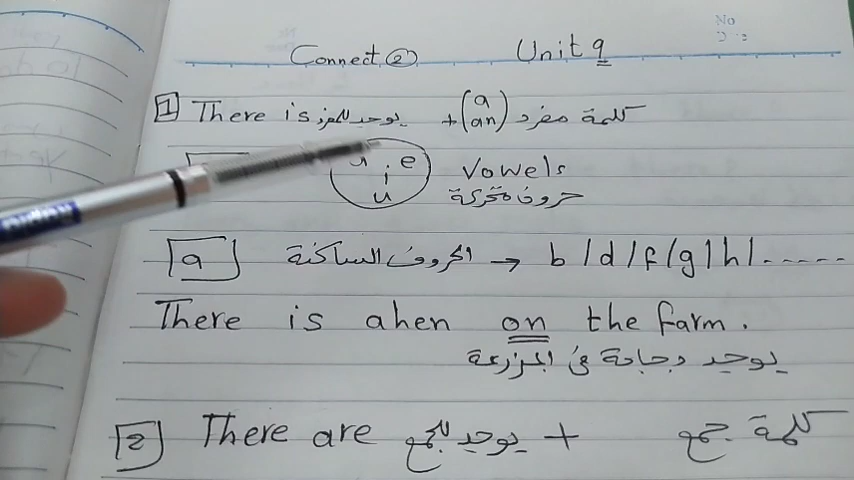 No
Connect ② Unit 9
1 There is يوجد للمفرد + (a an) كلمة مفرد
e i u Vowels
حروف متحركة
a الحروف الساكنة → b/d/f/g/h/-----
There is a hen on the farm.
يوجد دجاجة في المزرعة
2 There are يوجد للجمع + كلمة جمع